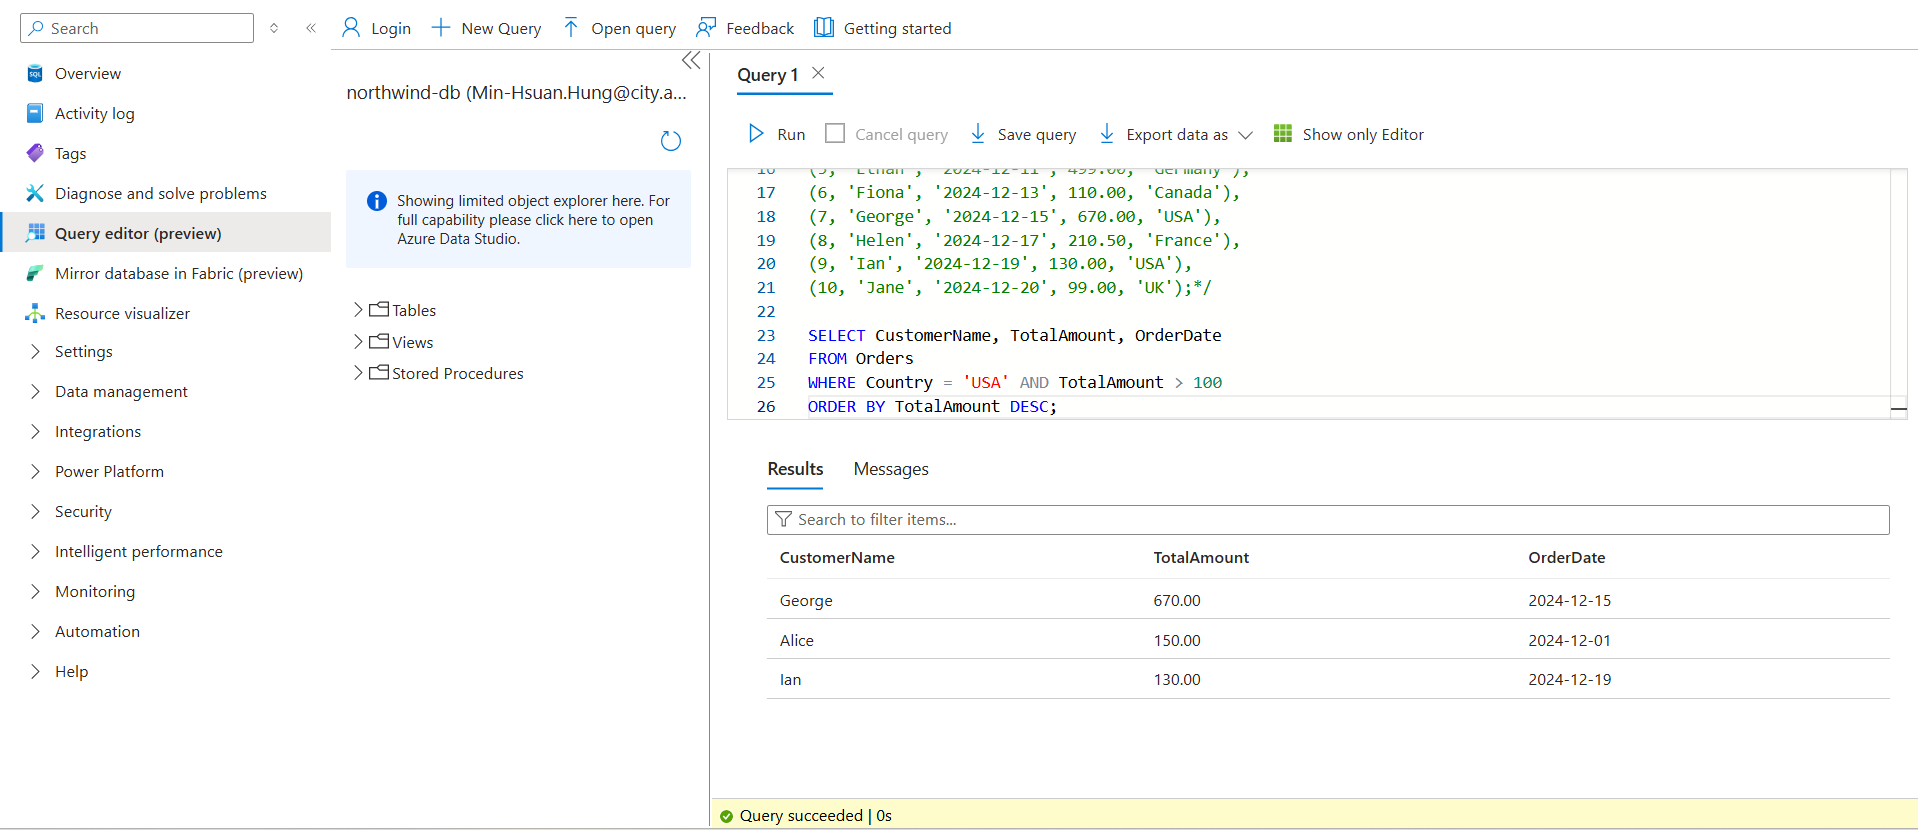 Search
Login
New Query
Open query
Feedback
Getting started
Overview
Activity log
Tags
Diagnose and solve problems
Query editor (preview)
Mirror database in Fabric (preview)
Resource visualizer
Settings
Data management
Integrations
Power Platform
Security
Intelligent performance
Monitoring
Automation
Help
northwind-db (Min-Hsuan.Hung@city.a...
Showing limited object explorer here. For
full capability please click here to open
Azure Data Studio.
Tables
Views
Stored Procedures
Query 1
Run
Cancel query
Save query
Export data as
Show only Editor
16 (5, 'Ethan', '2024-12-11', 499.00, 'Germany'),
17 (6, 'Fiona', '2024-12-13', 110.00, 'Canada'),
18 (7, 'George', '2024-12-15', 670.00, 'USA'),
19 (8, 'Helen', '2024-12-17', 210.50, 'France'),
20 (9, 'Ian', '2024-12-19', 130.00, 'USA'),
21 (10, 'Jane', '2024-12-20', 99.00, 'UK');*/
22
23 SELECT CustomerName, TotalAmount, OrderDate
24 FROM Orders
25 WHERE Country = 'USA' AND TotalAmount > 100
26 ORDER BY TotalAmount DESC;
Results Messages
Search to filter items...
CustomerName TotalAmount OrderDate
George 670.00 2024-12-15
Alice 150.00 2024-12-01
Ian 130.00 2024-12-19
Query succeeded | 0s